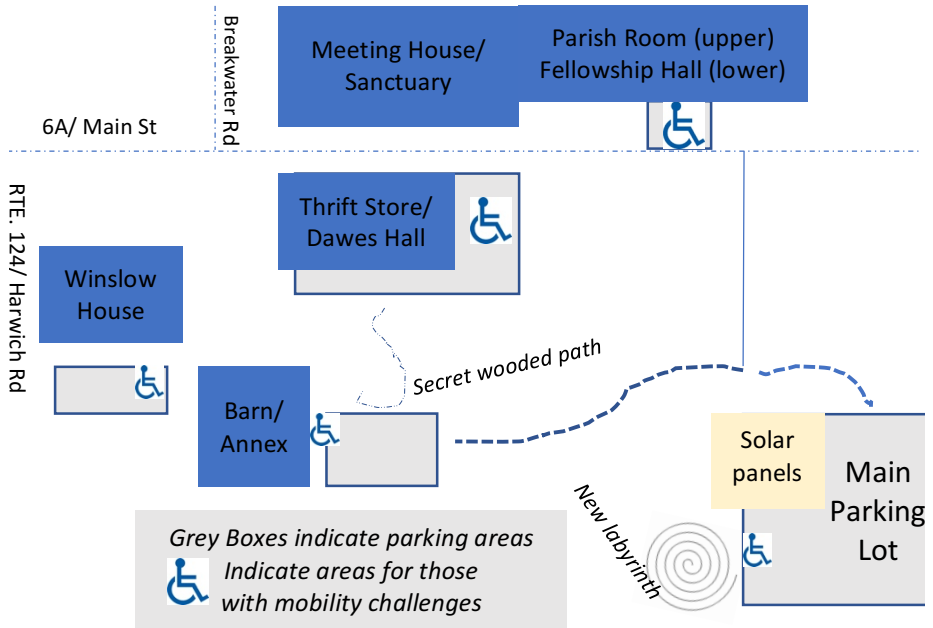 Breakwater Rd
Meeting House/
Sanctuary
Parish Room (upper)
Fellowship Hall (lower)
6A/ Main St
RTE. 124/ Harwich Rd
Thrift Store/
Dawes Hall
Winslow
House
Secret wooded path
Barn/
Annex
Solar
panels
Main
Parking
Lot
New labyrinth
Grey Boxes indicate parking areas
Indicate areas for those
with mobility challenges